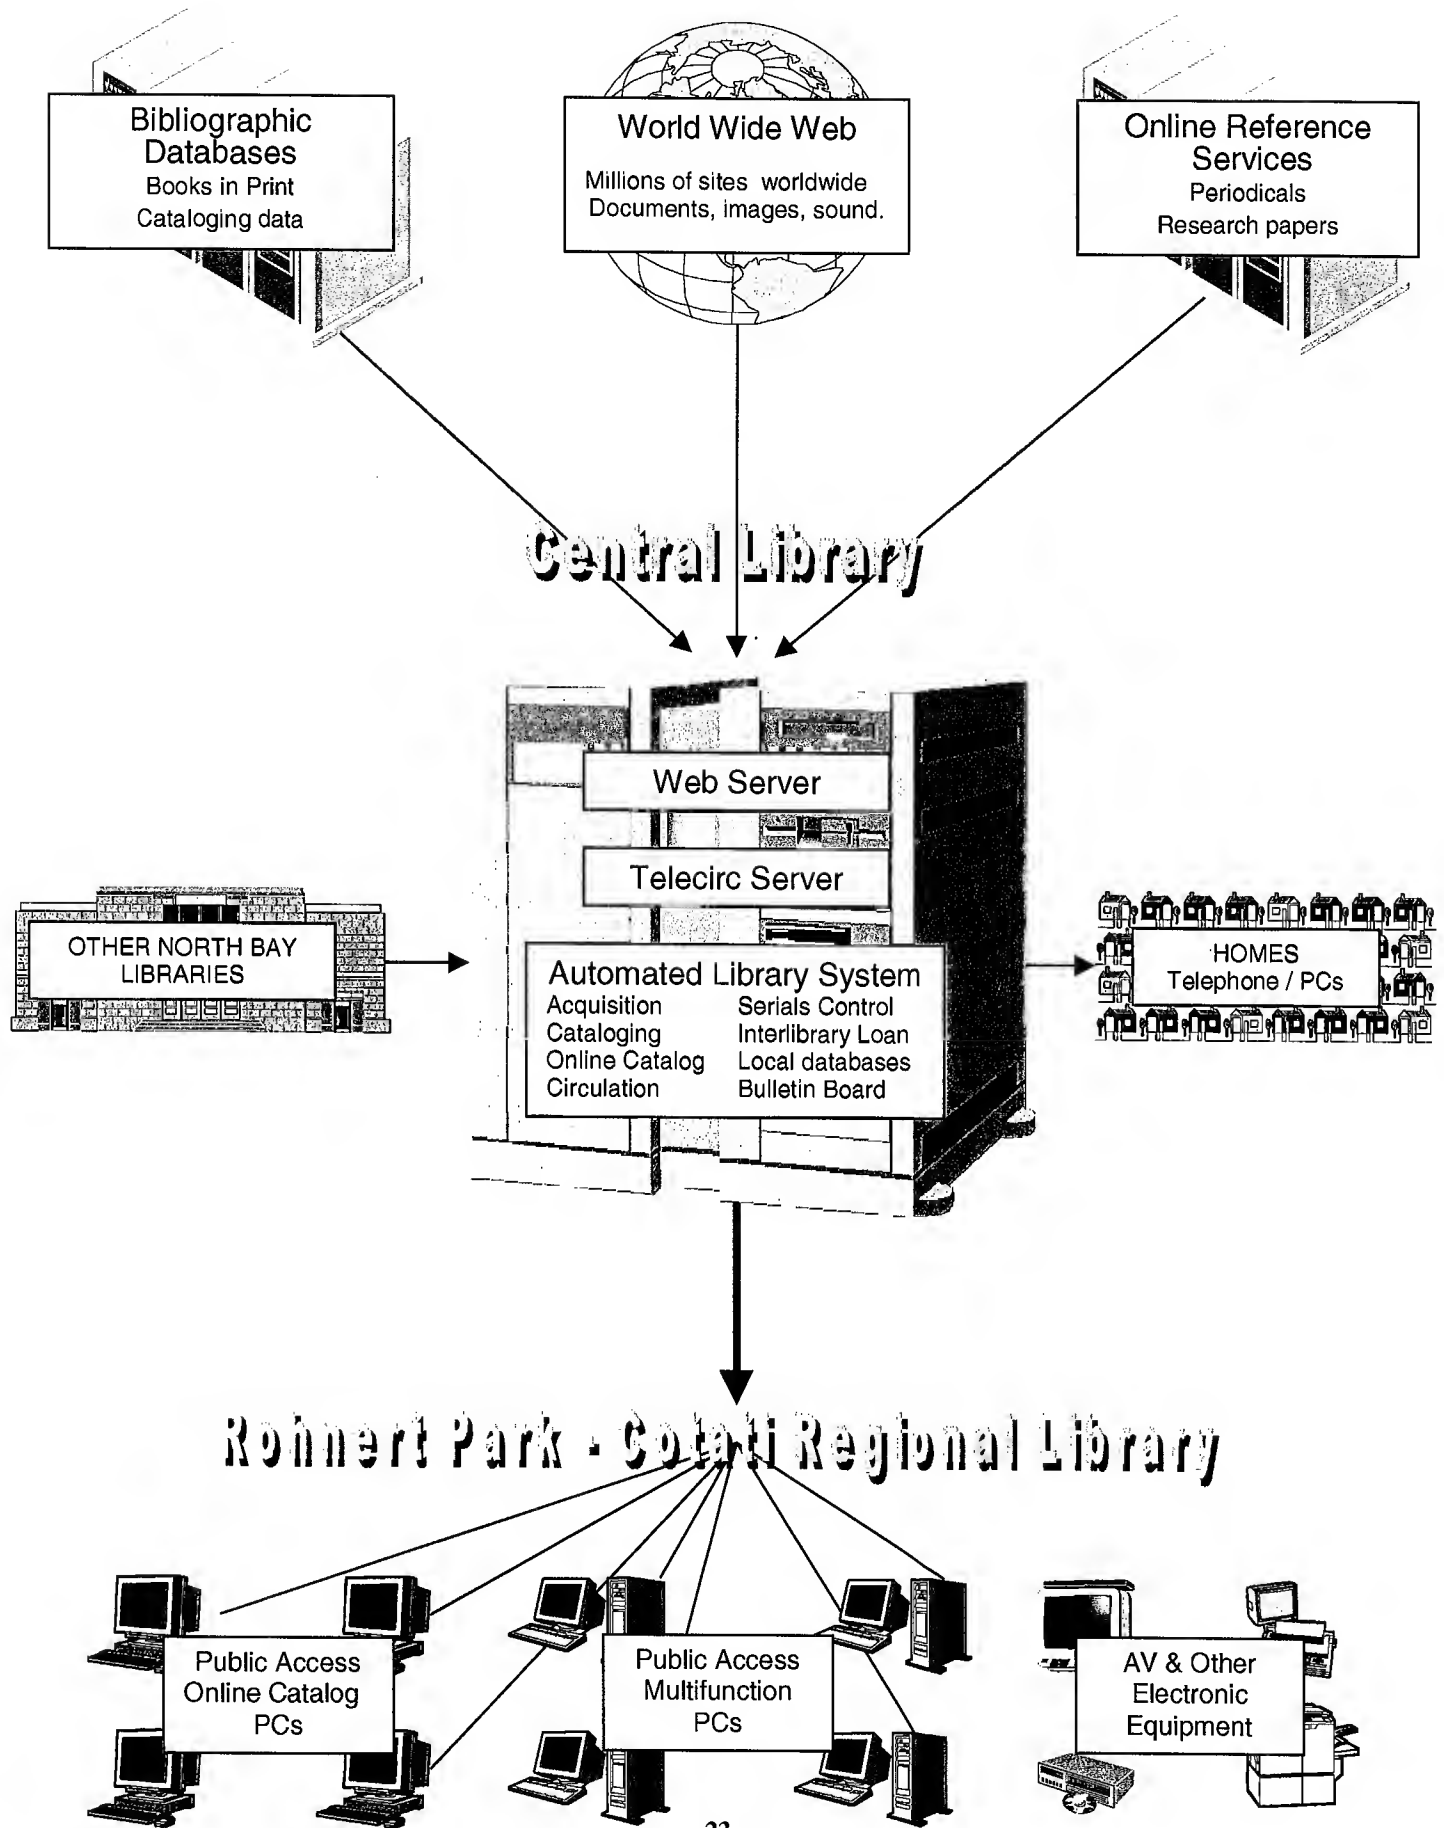 Bibliographic
Databases
Books in Print
Cataloging data
World Wide Web
Millions of sites worldwide
Documents, images, sound.
Online Reference
Services
Periodicals
Research papers
Central Library
Web Server
Telecirc Server
OTHER NORTH BAY
LIBRARIES
Automated Library System
Acquisition Serials Control
Cataloging Interlibrary Loan
Online Catalog Local databases
Circulation Bulletin Board
HOMES
Telephone / PCs
Rohnert Park - Cotati Regional Library
Public Access
Online Catalog
PCs
Public Access
Multifunction
PCs
AV & Other
Electronic
Equipment